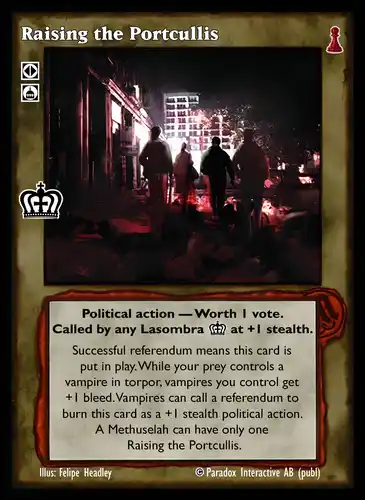 Raising the Portcullis
Political action — Worth 1 vote.
Called by any Lasombra at +1 stealth.
Successful referendum means this card is
put in play.While your prey controls a
vampire in torpor, vampires you control get
+1 bleed.Vampires can call a referendum to
burn this card as a +1 stealth political action.
A Methuselah can have only one
Raising the Portcullis.
Illus: Felipe Headley © Paradox Interactive AB (publ)